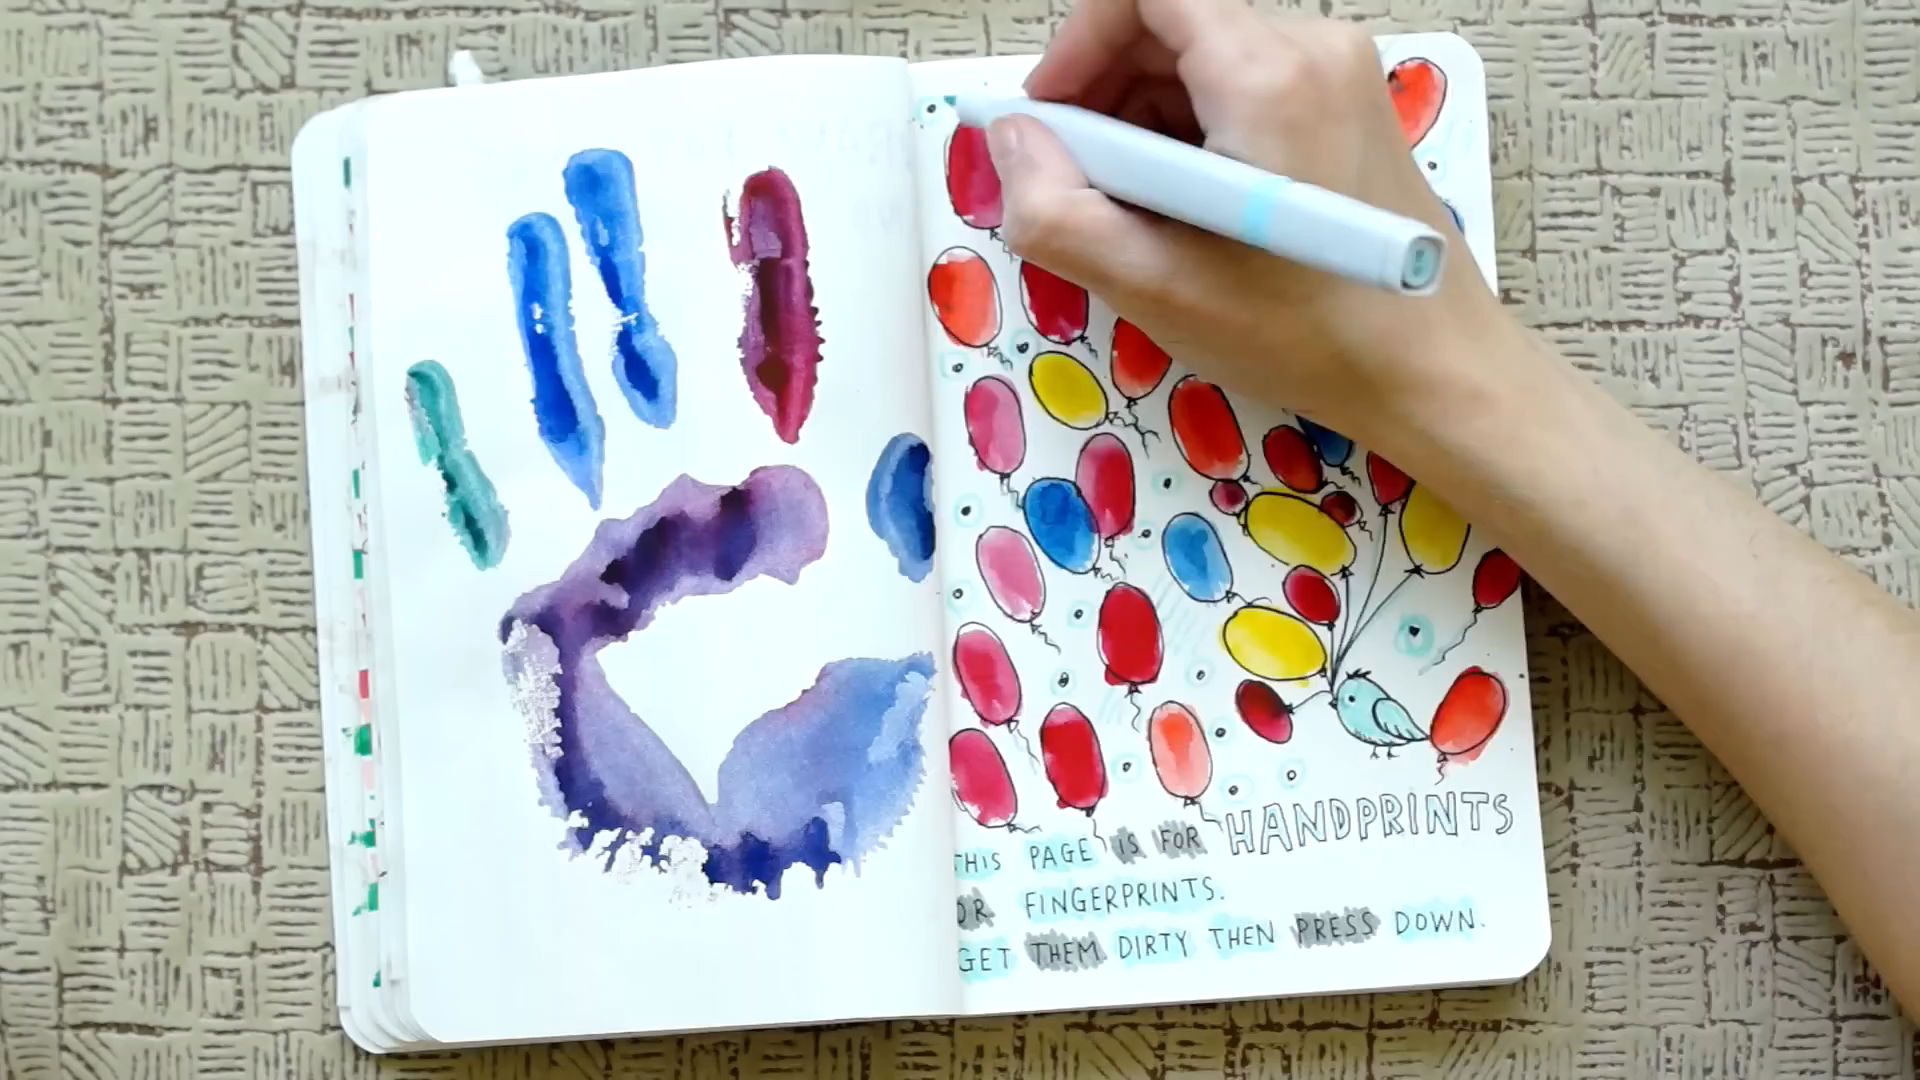 HANDPRINTS
THIS PAGE IS FOR
OR FINGERPRINTS.
GET THEM DIRTY THEN PRESS DOWN.